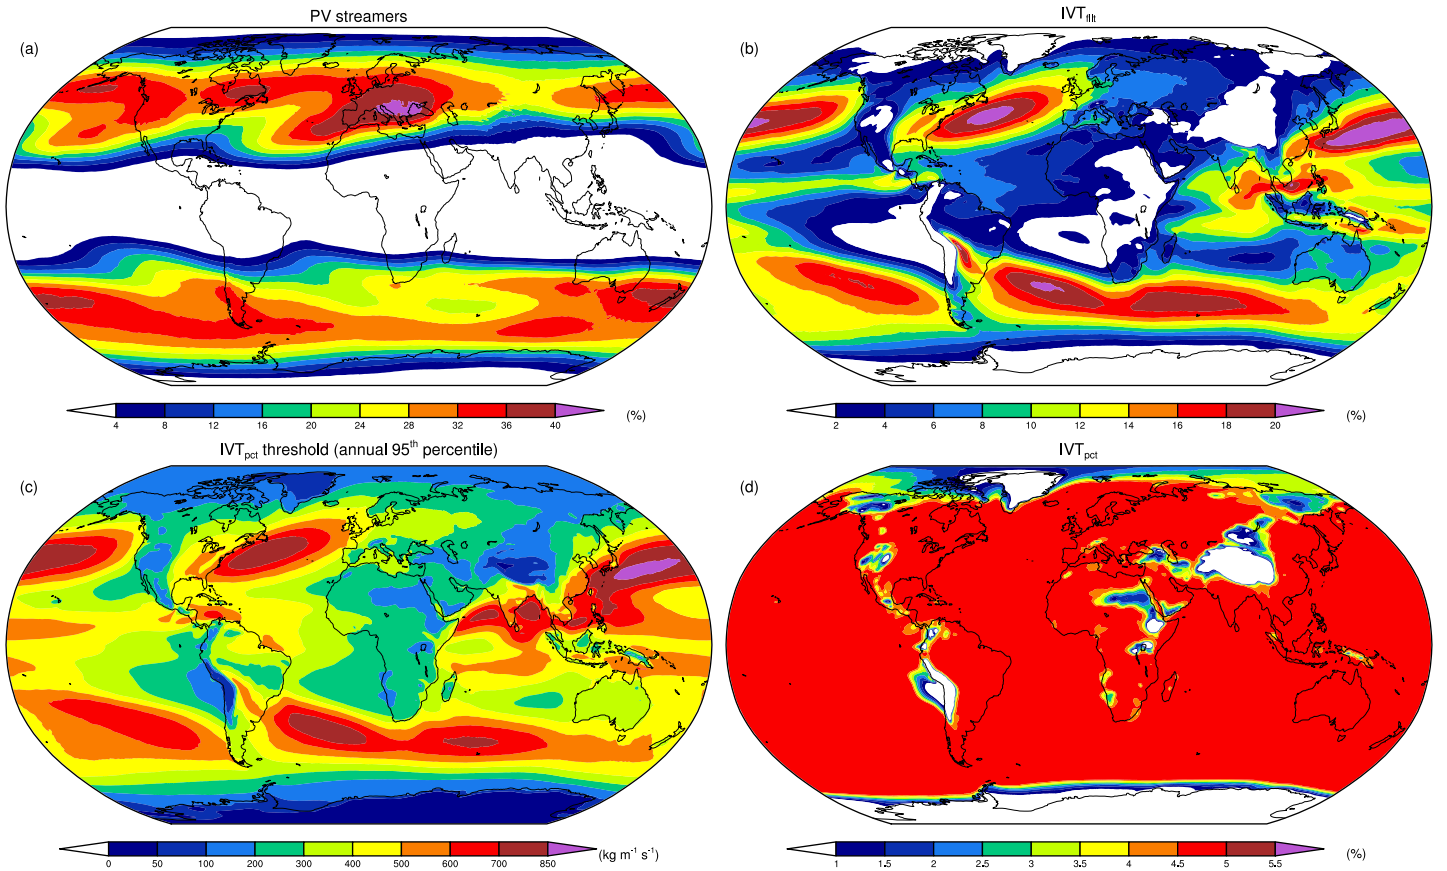 PV streamers
(a)
4 8 12 16 20 24 28 32 36 40 (%)
IVTfllt
(b)
2 4 6 8 10 12 14 16 18 20 (%)
IVTpct threshold (annual 95th percentile)
(c)
0 50 100 200 300 400 500 600 700 850 (kg m-1 s-1)
IVTpct
(d)
1 1.5 2 2.5 3 3.5 4 4.5 5 5.5 (%)